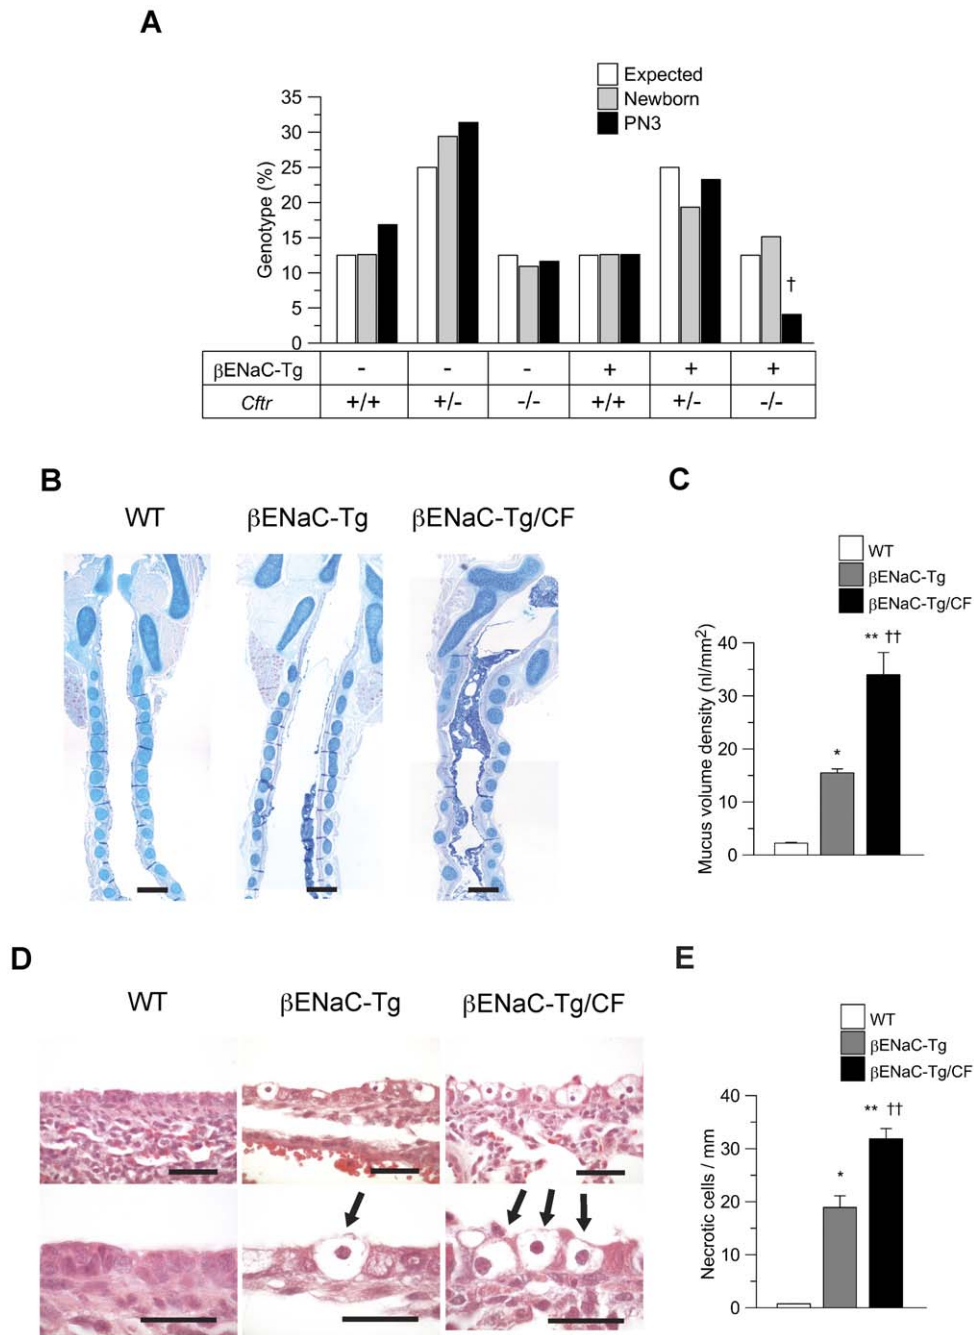 A
Expected
Newborn
PN3
Genotype (%)
35
30
25
20
15
10
5
0
†
βENaC-Tg - - - + + +
Cftr +/+ +/- -/- +/+ +/- -/-
B
WT βENaC-Tg βENaC-Tg/CF
C
WT
βENaC-Tg
βENaC-Tg/CF
Mucus volume density (nl/mm²)
40
30
20
10
0
*
** ††
D
WT βENaC-Tg βENaC-Tg/CF
E
WT
βENaC-Tg
βENaC-Tg/CF
Necrotic cells / mm
40
30
20
10
0
*
** ††